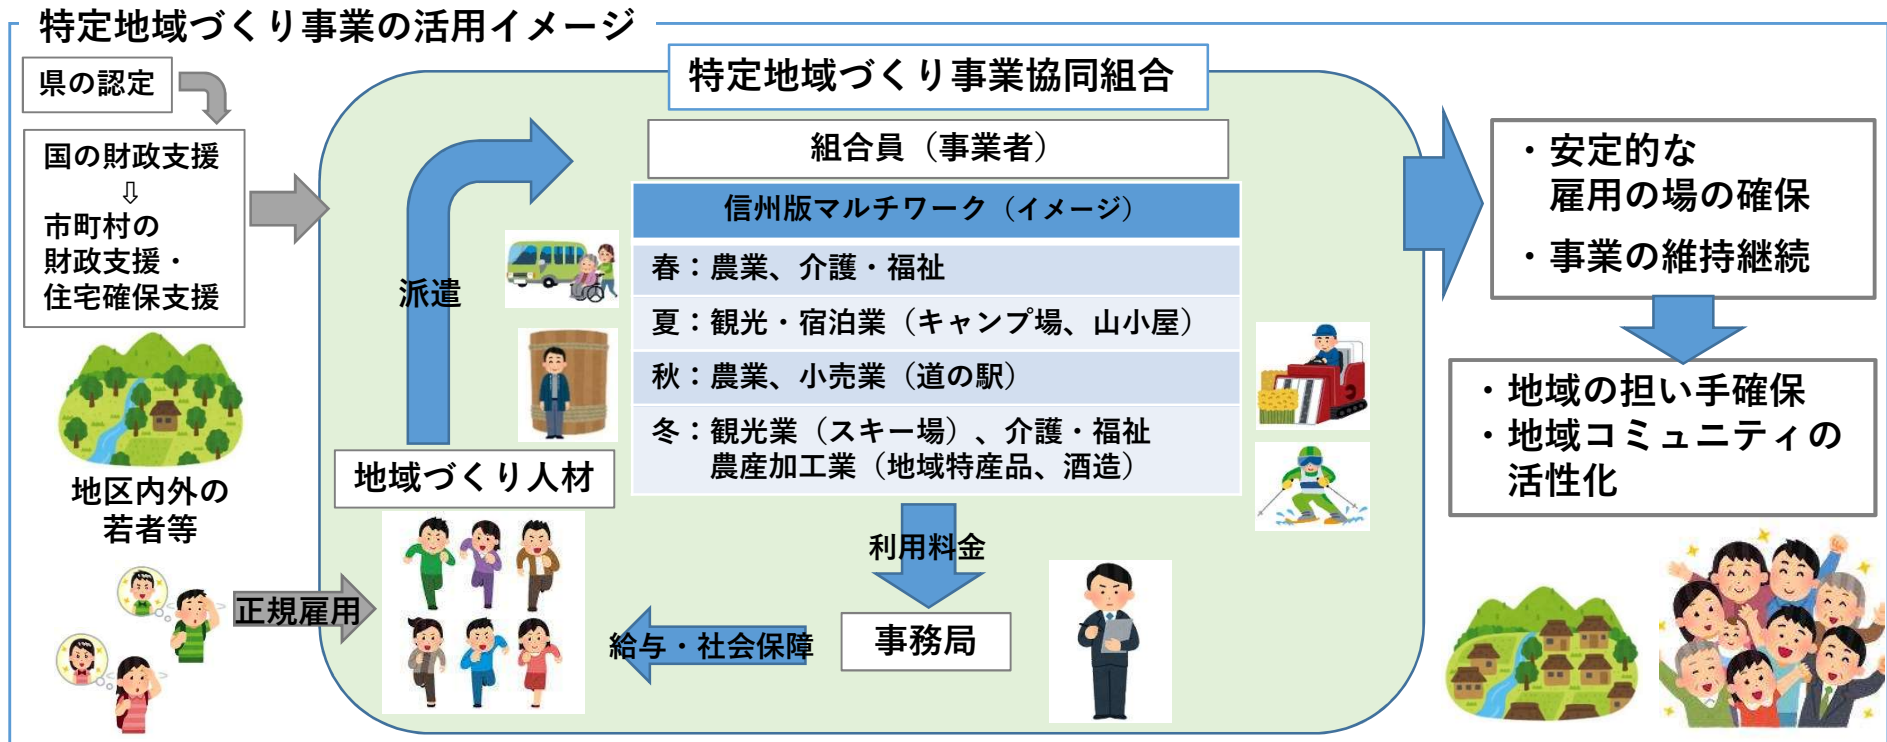 特定地域づくり事業の活用イメージ
県の認定
国の財政支援
⇩
市町村の
財政支援・
住宅確保支援
地区内外の
若者等
正規雇用
特定地域づくり事業協同組合
派遣
地域づくり人材
組合員（事業者）
信州版マルチワーク（イメージ）
春：農業、介護・福祉
夏：観光・宿泊業（キャンプ場、山小屋）
秋：農業、小売業（道の駅）
冬：観光業（スキー場）、介護・福祉
農産加工業（地域特産品、酒造）
利用料金
事務局
給与・社会保障
・安定的な
雇用の場の確保
・事業の維持継続
・地域の担い手確保
・地域コミュニティの
活性化